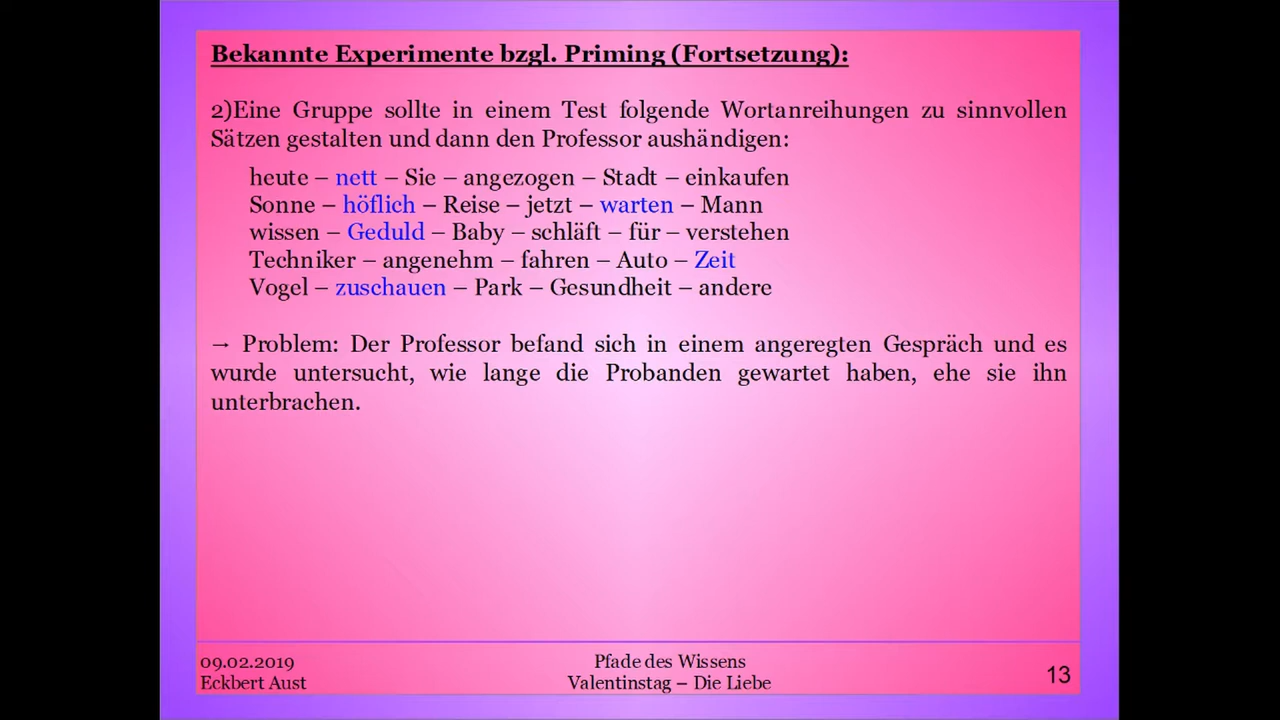 Bekannte Experimente bzgl. Priming (Fortsetzung):
2)Eine Gruppe sollte in einem Test folgende Wortanreihungen zu sinnvollen
Sätzen gestalten und dann den Professor aushändigen:
heute – nett – Sie – angezogen – Stadt – einkaufen
Sonne – höflich – Reise – jetzt – warten – Mann
wissen – Geduld – Baby – schläft – für – verstehen
Techniker – angenehm – fahren – Auto – Zeit
Vogel – zuschauen – Park – Gesundheit – andere
→ Problem: Der Professor befand sich in einem angeregten Gespräch und es
wurde untersucht, wie lange die Probanden gewartet haben, ehe sie ihn
unterbrachen.
09.02.2019
Eckbert Aust
Pfade des Wissens
Valentinstag – Die Liebe
13